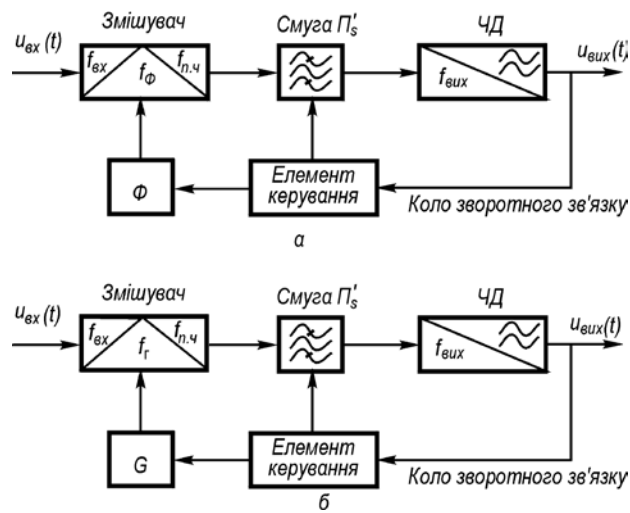 Змішувач
Смуга П's
ЧД
uвх(t)
fвх
fФ
fп.ч
fвих
uвих(t)
Ф
Елемент
керування
Коло зворотного зв'язку
а
Змішувач
Смуга П's
ЧД
uвх(t)
fвх
fг
fп.ч
fвих
uвих(t)
G
Елемент
керування
Коло зворотного зв'язку
б